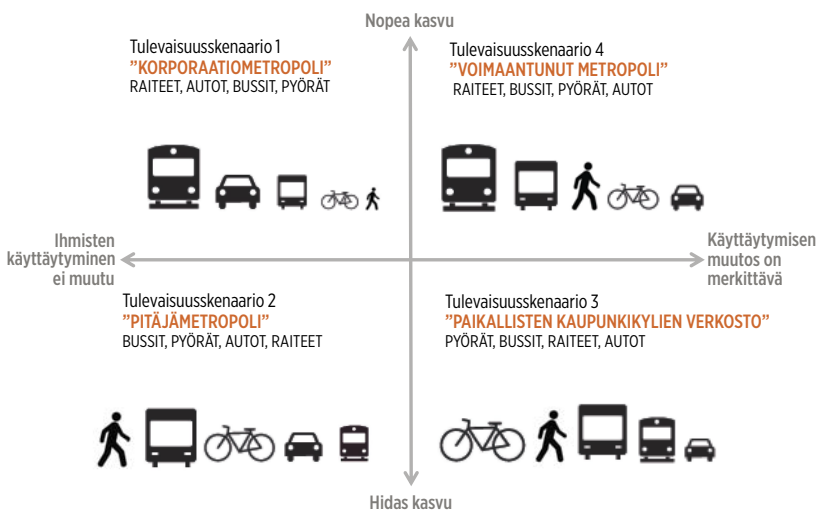 Nopea kasvu
Tulevaisuusskenaario 1
”KORPORAATIOMETROPOLI”
RAITEET, AUTOT, BUSSIT, PYÖRÄT
Tulevaisuusskenaario 4
”VOIMAANTUNUT METROPOLI”
RAITEET, BUSSIT, PYÖRÄT, AUTOT
Ihmisten
käyttäytyminen
ei muutu
Käyttäytymisen
muutos on
merkittävä
Tulevaisuusskenaario 2
”PITÄJÄMETROPOLI”
BUSSIT, PYÖRÄT, AUTOT, RAITEET
Tulevaisuusskenaario 3
”PAIKALLISTEN KAUPUNKIKYLIEN VERKOSTO”
PYÖRÄT, BUSSIT, RAITEET, AUTOT
Hidas kasvu